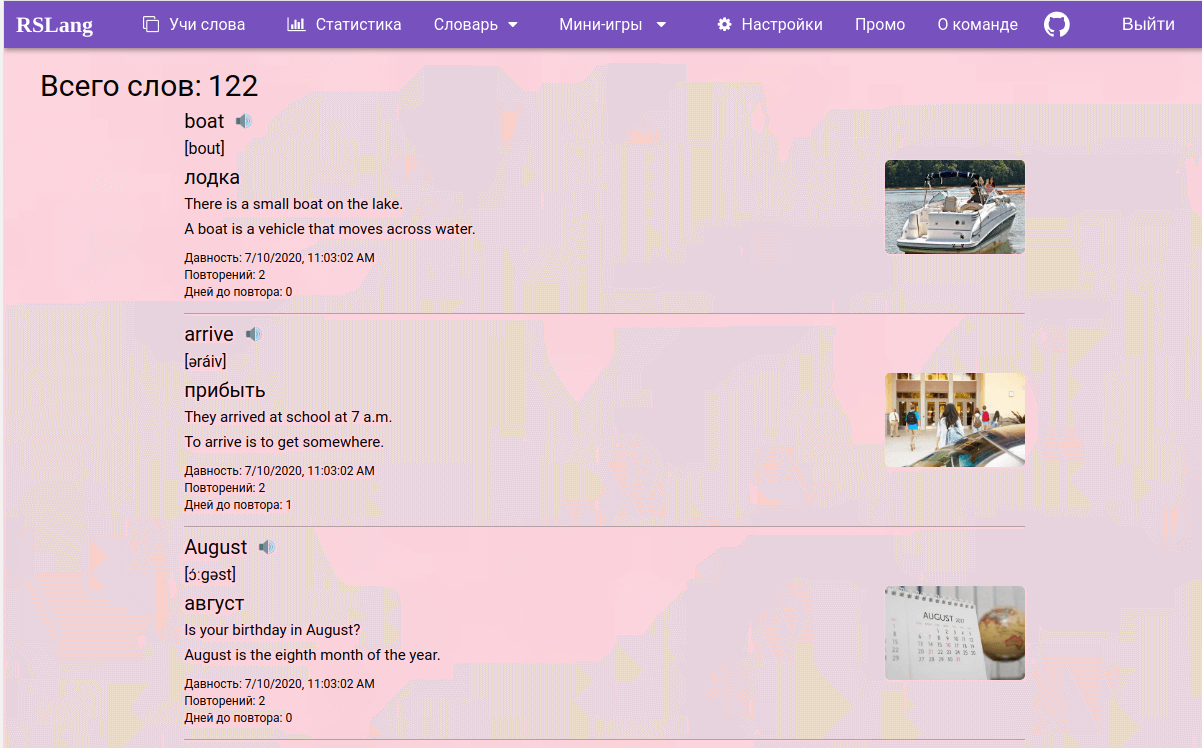 RSLang Учи слова Статистика Словарь Мини-игры Настройки Промо О команде Выйти
Всего слов: 122
boat
[bout]
лодка
There is a small boat on the lake.
A boat is a vehicle that moves across water.
Давность: 7/10/2020, 11:03:02 AM
Повторений: 2
Дней до повтора: 0
arrive
[əráiv]
прибыть
They arrived at school at 7 a.m.
To arrive is to get somewhere.
Давность: 7/10/2020, 11:03:02 AM
Повторений: 2
Дней до повтора: 1
August
[ɔ́:gəst]
август
Is your birthday in August?
August is the eighth month of the year.
AUGUST 2017
Давность: 7/10/2020, 11:03:02 AM
Повторений: 2
Дней до повтора: 0